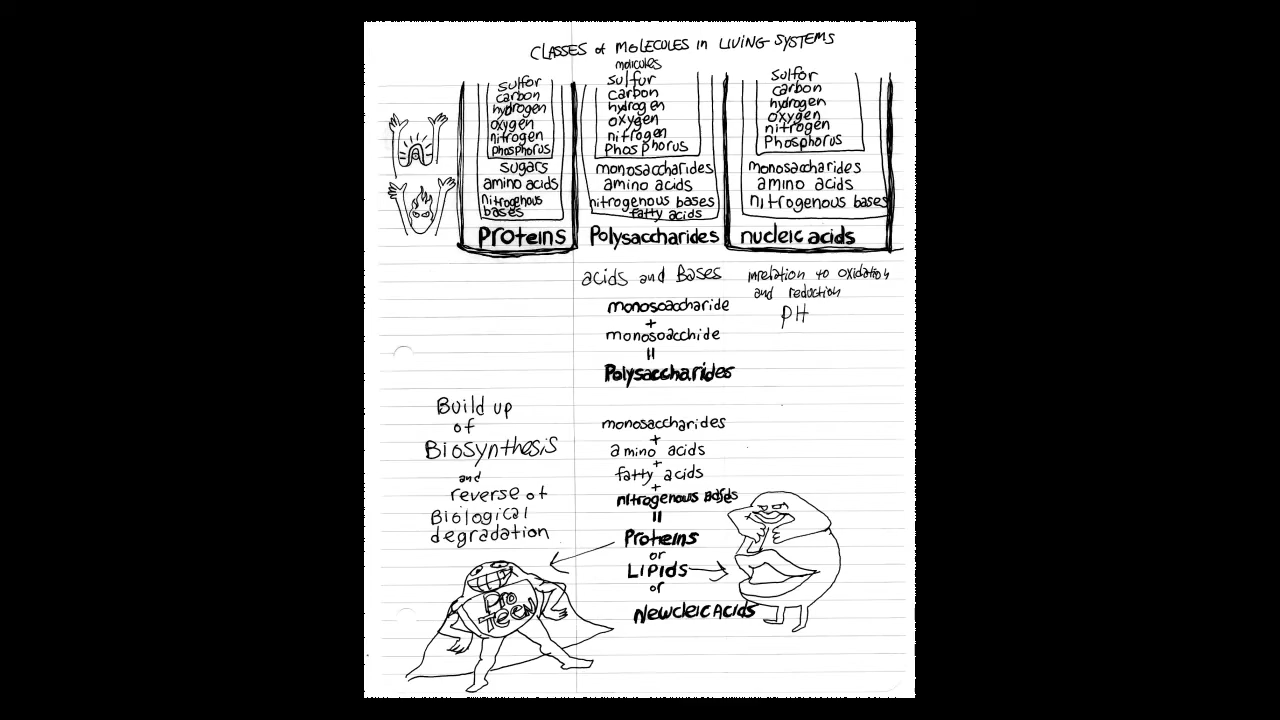 CLASSES of MOLECULES in LIVING SYSTEMS
sulfor
carbon
hydrogen
oxygen
nitrogen
phosphorus
sugars
amino acids
nitrogenous
bases
Proteins
molicules
sulfur
carbon
hydrogen
oxygen
nitrogen
Phosphorus
monosaccharides
amino acids
nitrogenous bases
fatty acids
Polysaccharides
sulfor
carbon
hydrogen
oxygen
nitrogen
Phosphorus
monosaccharides
amino acids
nitrogenous bases
nucleic acids
acids and Bases
inrelation to oxidation
and reduction
PH
monosoaccharide
+
monosoacchide
=
Polysaccharides
Build up
of
Biosynthesis
and
reverse of
Biological
degradation
monosaccharides
+
amino acids
+
fatty acids
+
nitrogenous
=
Proteins
or
LIPIDS
or
NewcleicAcids
Pro
TeeN